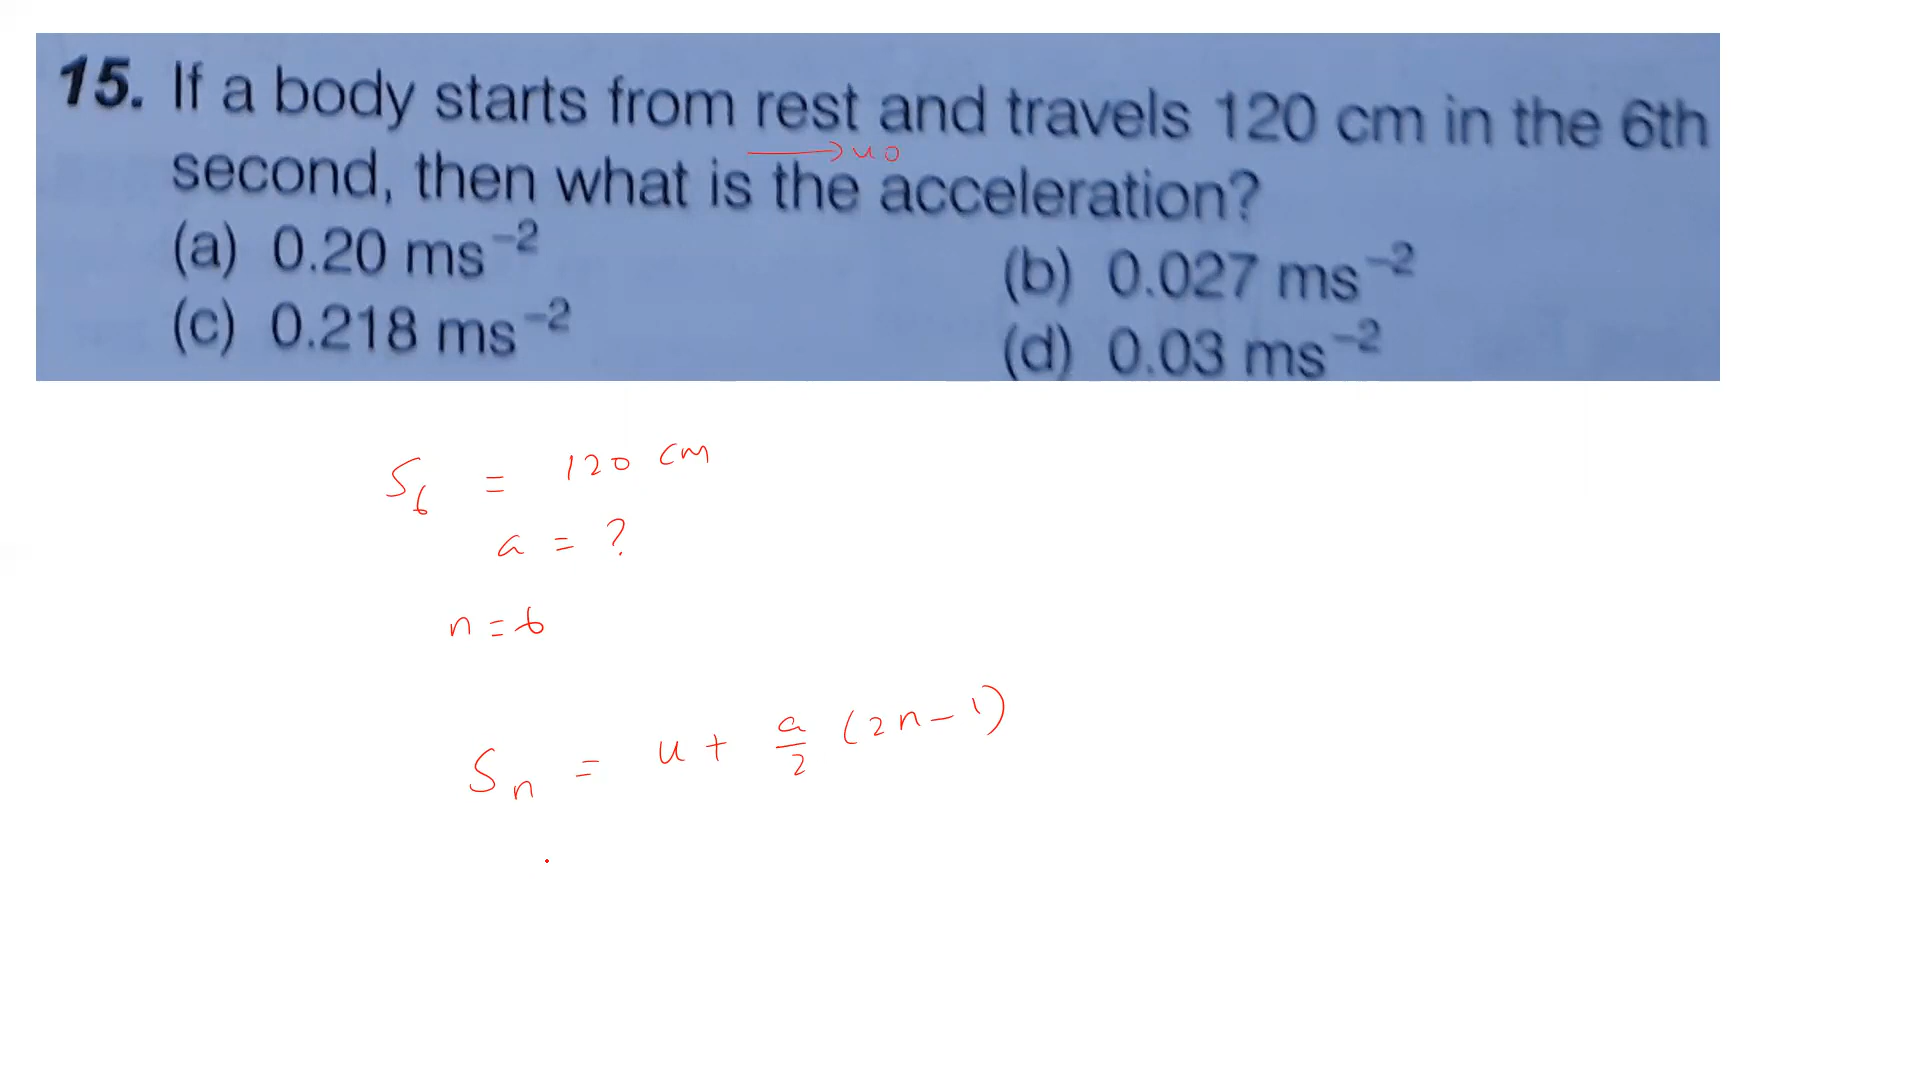 15. If a body starts from rest and travels 120 cm in the 6th
→ u 0
second, then what is the acceleration?
(a) 0.20 ms⁻² (b) 0.027 ms⁻²
(c) 0.218 ms⁻² (d) 0.03 ms⁻²
S₆ = 120 cm
a = ?
n = 6
Sₙ = u + a/2 (2n - 1)